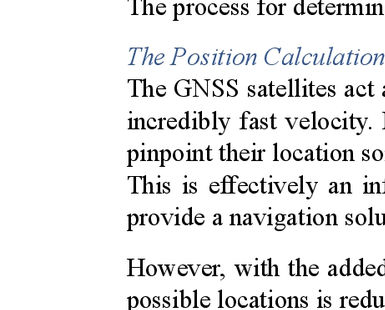 The process for determin
The Position Calculation
The GNSS satellites act a
incredibly fast velocity.
pinpoint their location so
This is effectively an in
provide a navigation solu
However, with the added
possible locations is redu